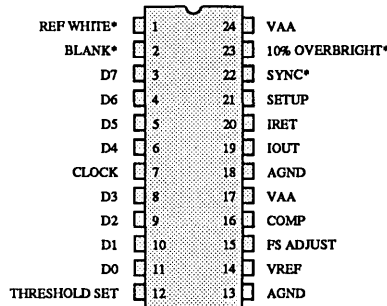 REF WHITE* 1 24 VAA
BLANK* 2 23 10% OVERBRIGHT*
D7 3 22 SYNC*
D6 4 21 SETUP
D5 5 20 IRET
D4 6 19 IOUT
CLOCK 7 18 AGND
D3 8 17 VAA
D2 9 16 COMP
D1 10 15 FS ADJUST
D0 11 14 VREF
THRESHOLD SET 12 13 AGND